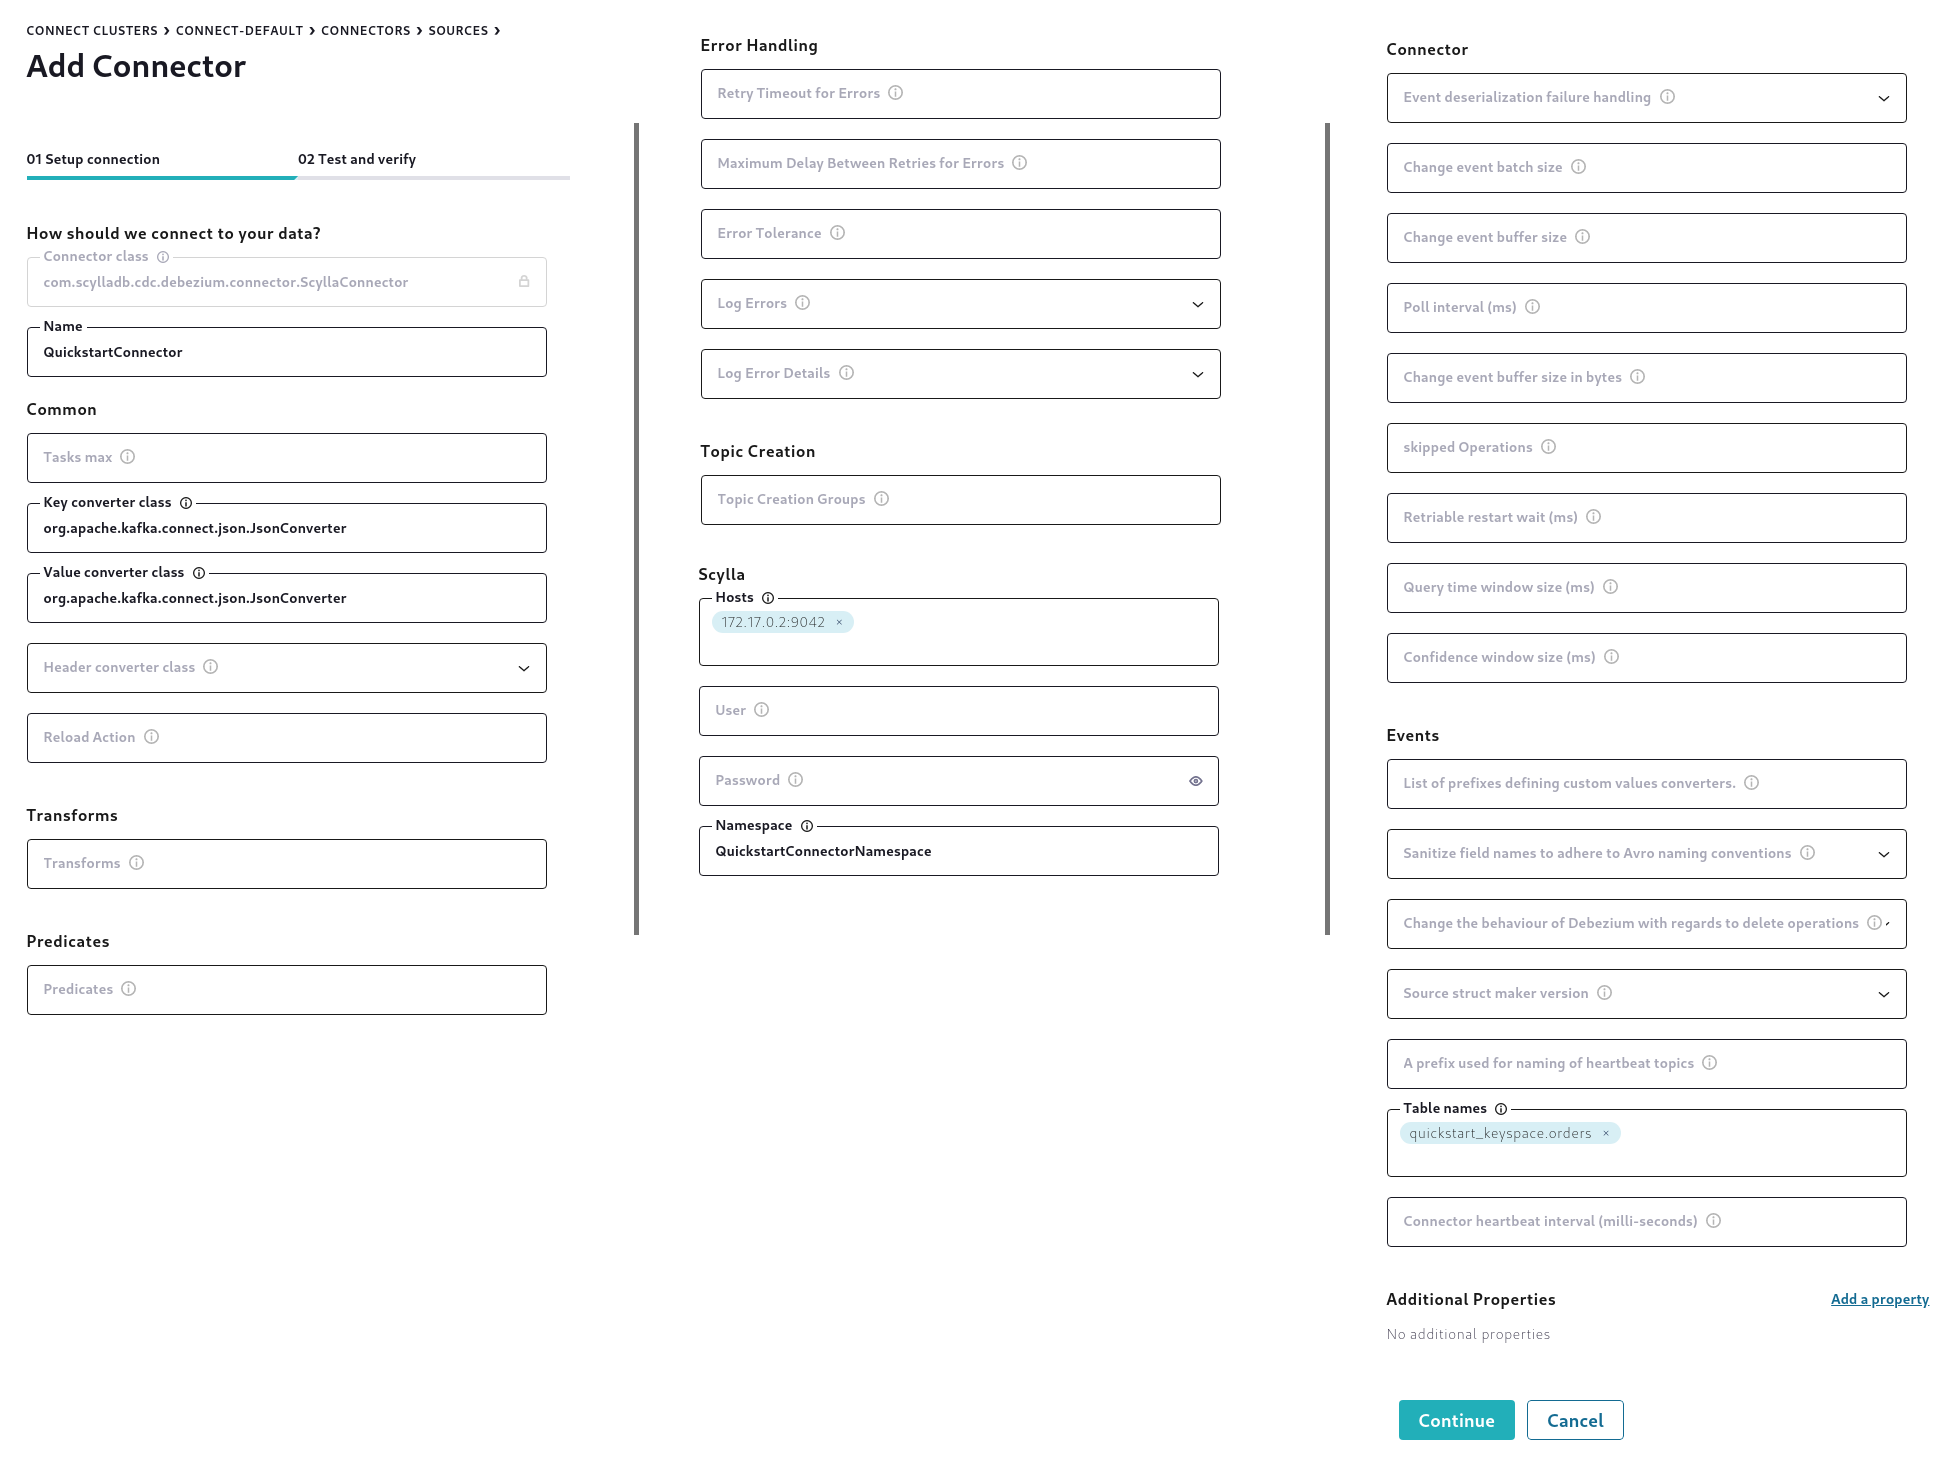 CONNECT CLUSTERS › CONNECT-DEFAULT › CONNECTORS › SOURCES ›
Add Connector
01 Setup connection
02 Test and verify
How should we connect to your data?
Connector class
com.scylladb.cdc.debezium.connector.ScyllaConnector
Name
QuickstartConnector
Common
Tasks max
Key converter class
org.apache.kafka.connect.json.JsonConverter
Value converter class
org.apache.kafka.connect.json.JsonConverter
Header converter class
Reload Action
Transforms
Transforms
Predicates
Predicates
Error Handling
Retry Timeout for Errors
Maximum Delay Between Retries for Errors
Error Tolerance
Log Errors
Log Error Details
Topic Creation
Topic Creation Groups
Scylla
Hosts
172.17.0.2:9042 ×
User
Password
Namespace
QuickstartConnectorNamespace
Connector
Event deserialization failure handling
Change event batch size
Change event buffer size
Poll interval (ms)
Change event buffer size in bytes
skipped Operations
Retriable restart wait (ms)
Query time window size (ms)
Confidence window size (ms)
Events
List of prefixes defining custom values converters.
Sanitize field names to adhere to Avro naming conventions
Change the behaviour of Debezium with regards to delete operations
Source struct maker version
A prefix used for naming of heartbeat topics
Table names
quickstart_keyspace.orders ×
Connector heartbeat interval (milli-seconds)
Additional Properties
Add a property
No additional properties
Continue
Cancel